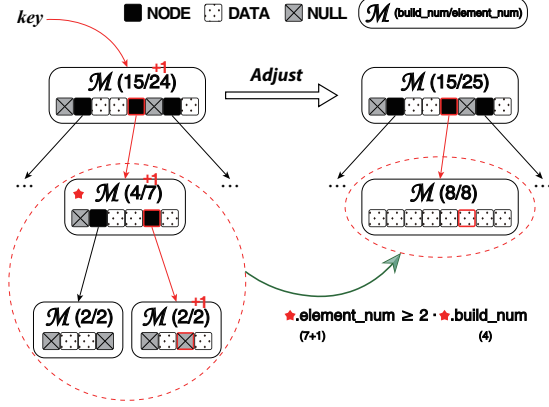 NODE DATA NULL M (build_num/element_num)
key
+1
M (15/24)
Adjust
M (15/25)
... ... ... ...
+1
M (4/7)
M (8/8)
+1
M (2/2) M (2/2)
★.element_num ≥ 2 · ★.build_num
(7+1) (4)